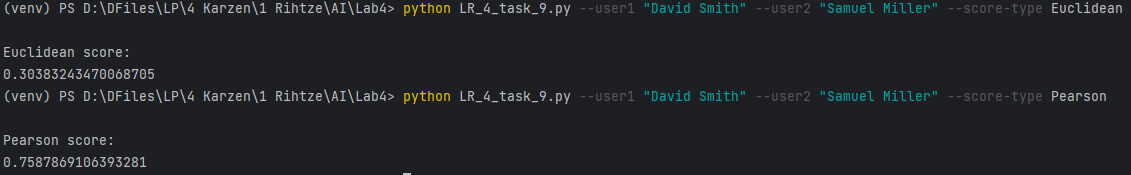 (venv) PS D:\DFiles\LP\4 Karzen\1 Rihtze\AI\Lab4> python LR_4_task_9.py --user1 "David Smith" --user2 "Samuel Miller" --score-type Euclidean
Euclidean score:
0.30383243470068705
(venv) PS D:\DFiles\LP\4 Karzen\1 Rihtze\AI\Lab4> python LR_4_task_9.py --user1 "David Smith" --user2 "Samuel Miller" --score-type Pearson
Pearson score:
0.7587869106393281